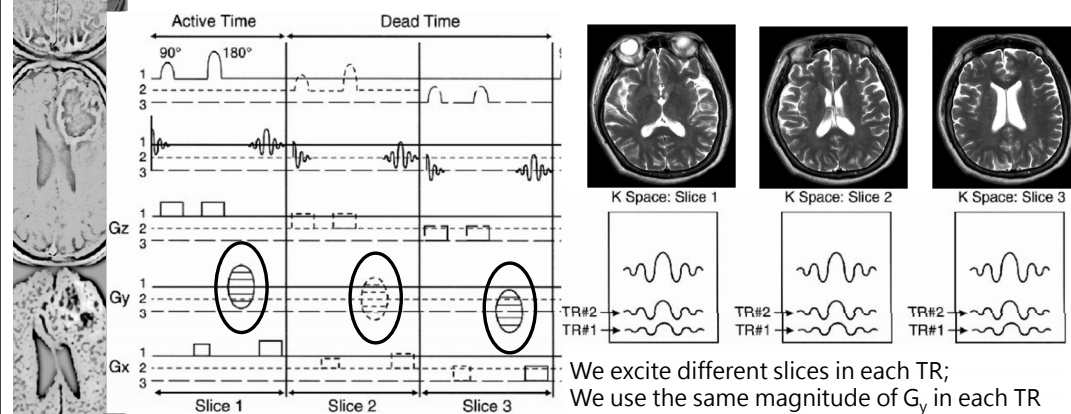 Active Time
Dead Time
90°
180°
1
2
3
1
2
3
Gz
1
2
3
Gy
1
2
3
Gx
1
2
3
Slice 1
Slice 2
Slice 3
K Space: Slice 1
K Space: Slice 2
K Space: Slice 3
TR#2
TR#1
TR#2
TR#1
TR#2
TR#1
We excite different slices in each TR;
We use the same magnitude of Gy in each TR